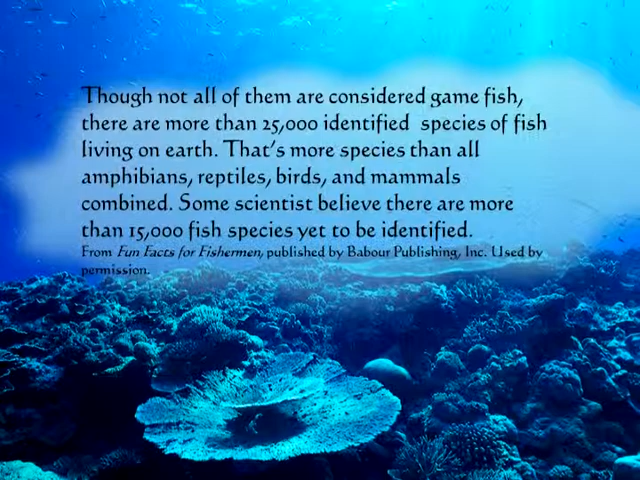 Though not all of them are considered game fish,
there are more than 25,000 identified species of fish
living on earth. That's more species than all
amphibians, reptiles, birds, and mammals
combined. Some scientist believe there are more
than 15,000 fish species yet to be identified.
From Fun Facts for Fishermen, published by Babour Publishing, Inc. Used by
permission.